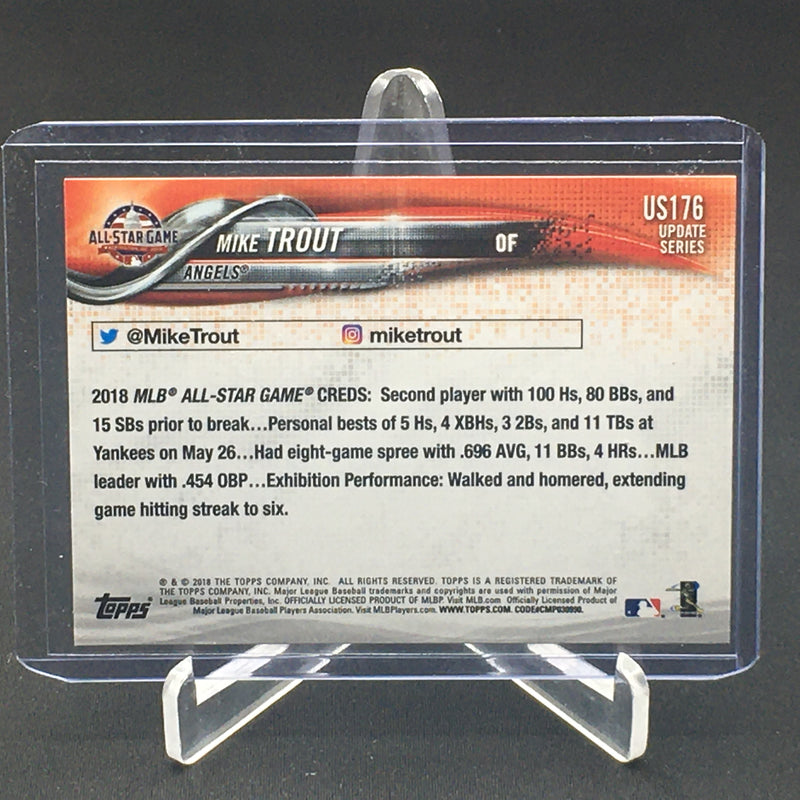 ALL-STAR GAME
MIKE TROUT OF
ANGELS®
US176
UPDATE
SERIES
@MikeTrout miketrout
2018 MLB® ALL-STAR GAME® CREDS: Second player with 100 Hs, 80 BBs, and
15 SBs prior to break...Personal bests of 5 Hs, 4 XBHs, 3 2Bs, and 11 TBs at
Yankees on May 26...Had eight-game spree with .696 AVG, 11 BBs, 4 HRs...MLB
leader with .454 OBP...Exhibition Performance: Walked and homered, extending
game hitting streak to six.
® & © 2018 THE TOPPS COMPANY, INC. ALL RIGHTS RESERVED. TOPPS IS A REGISTERED TRADEMARK OF
THE TOPPS COMPANY, INC. Major League Baseball trademarks and copyrights are used with permission of Major
League Baseball Properties, Inc. OFFICIALLY LICENSED PRODUCT OF MLBP. Visit MLB.com Officially Licensed Product of
Major League Baseball Players Association. Visit MLBPlayers.com. WWW.TOPPS.COM. CODE#CMP030990.
Topps®